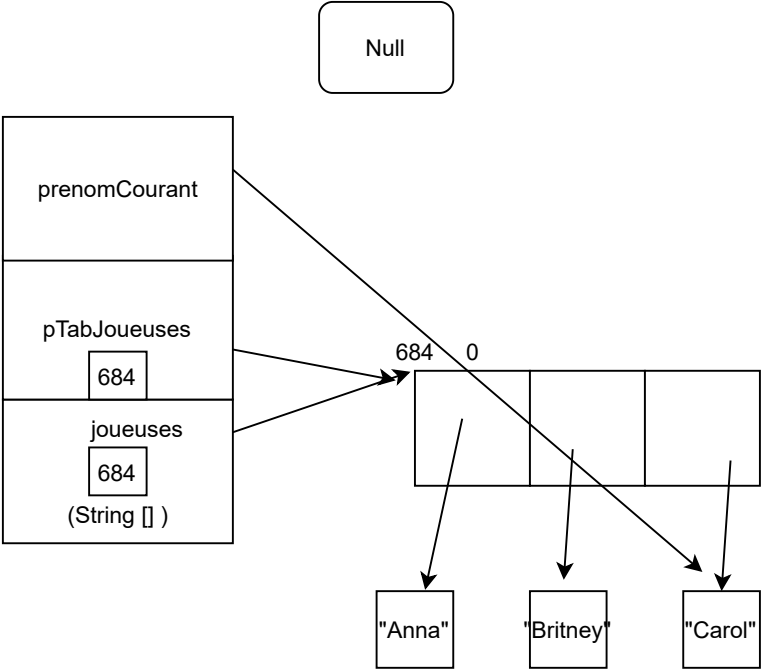 Null
prenomCourant
pTabJoueuses
684
joueuses
684
(String [] )
684 0
"Anna"
"Britney"
"Carol"